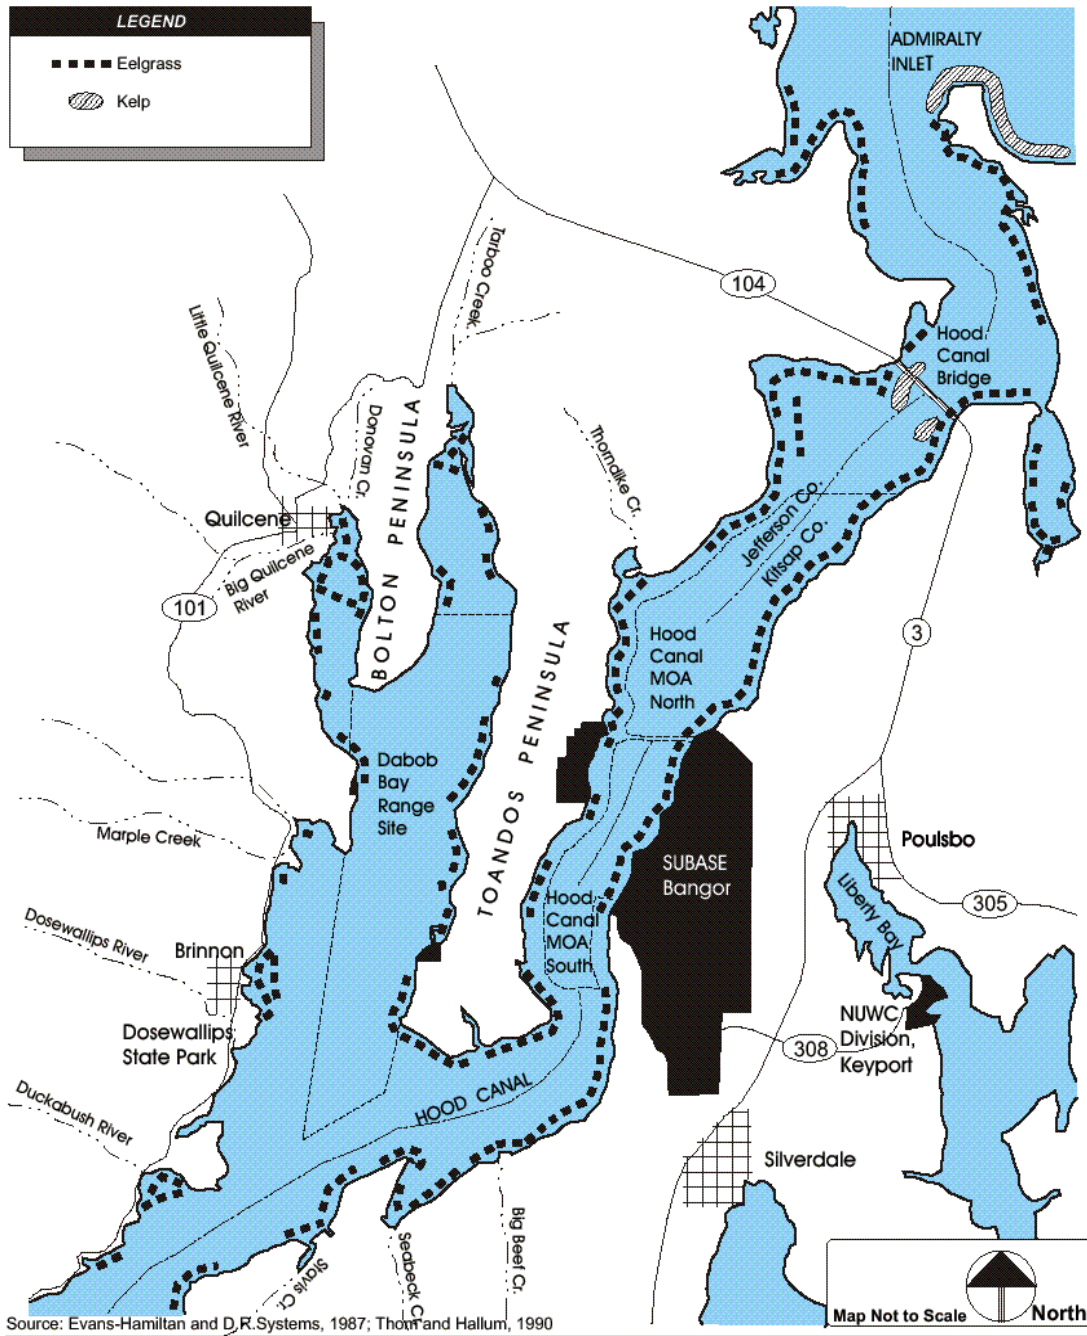 LEGEND
Eelgrass
Kelp
ADMIRALTY
INLET
Tarboo Creek
104
Little Quilcene
River
Hood
Canal
Bridge
Donovan Cr.
BOLTON PENINSULA
Thorndike Cr.
Quilcene
Jefferson Co.
Kitsap Co.
Big Quilcene
River
101
3
TOANDOS PENINSULA
Hood
Canal
MOA
North
Dabob
Bay
Range
Site
Marple Creek
SUBASE
Bangor
Poulsbo
Liberty Bay
305
Hood
Canal
MOA
South
Dosewallips River
Brinnon
Dosewallips
State Park
NUWC
Division,
Keyport
308
HOOD CANAL
Duckabush River
Silverdale
Big Beef Cr.
Seabeck Cr.
Stavis Cr.
Map Not to Scale
North
Source: Evans-Hamiltan and D.R.Systems, 1987; Thom and Hallum, 1990